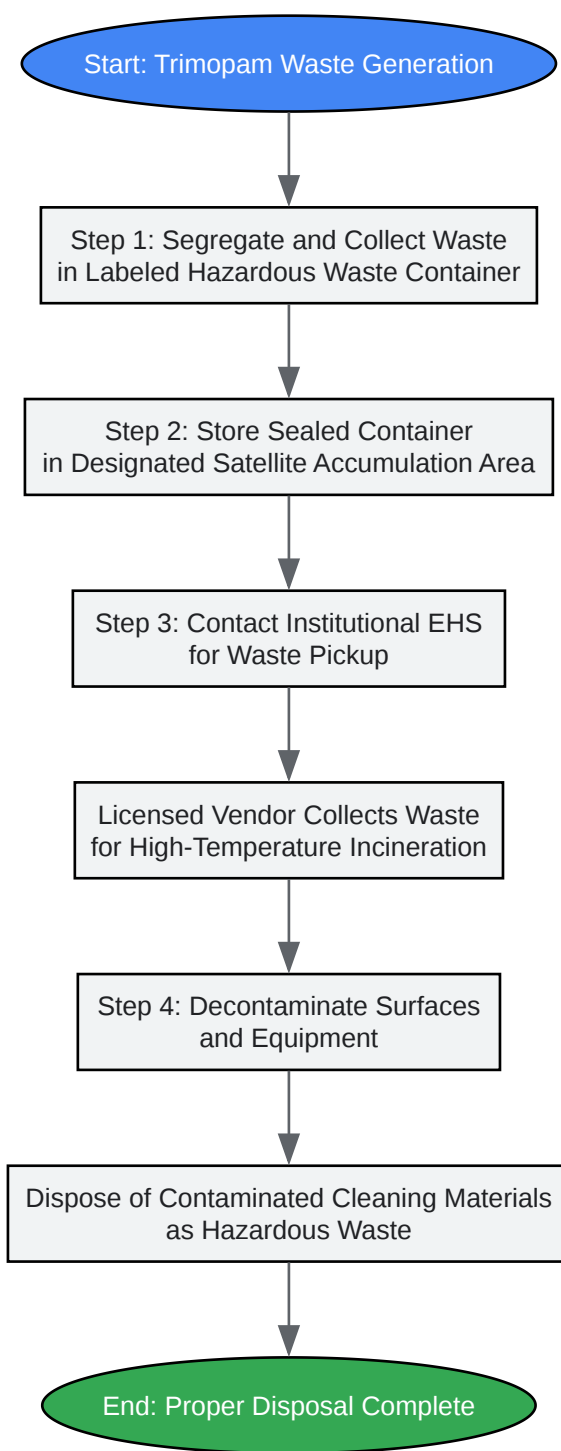 Start: Trimopam Waste Generation
Step 1: Segregate and Collect Waste
in Labeled Hazardous Waste Container
Step 2: Store Sealed Container
in Designated Satellite Accumulation Area
Step 3: Contact Institutional EHS
for Waste Pickup
Licensed Vendor Collects Waste
for High-Temperature Incineration
Step 4: Decontaminate Surfaces
and Equipment
Dispose of Contaminated Cleaning Materials
as Hazardous Waste
End: Proper Disposal Complete